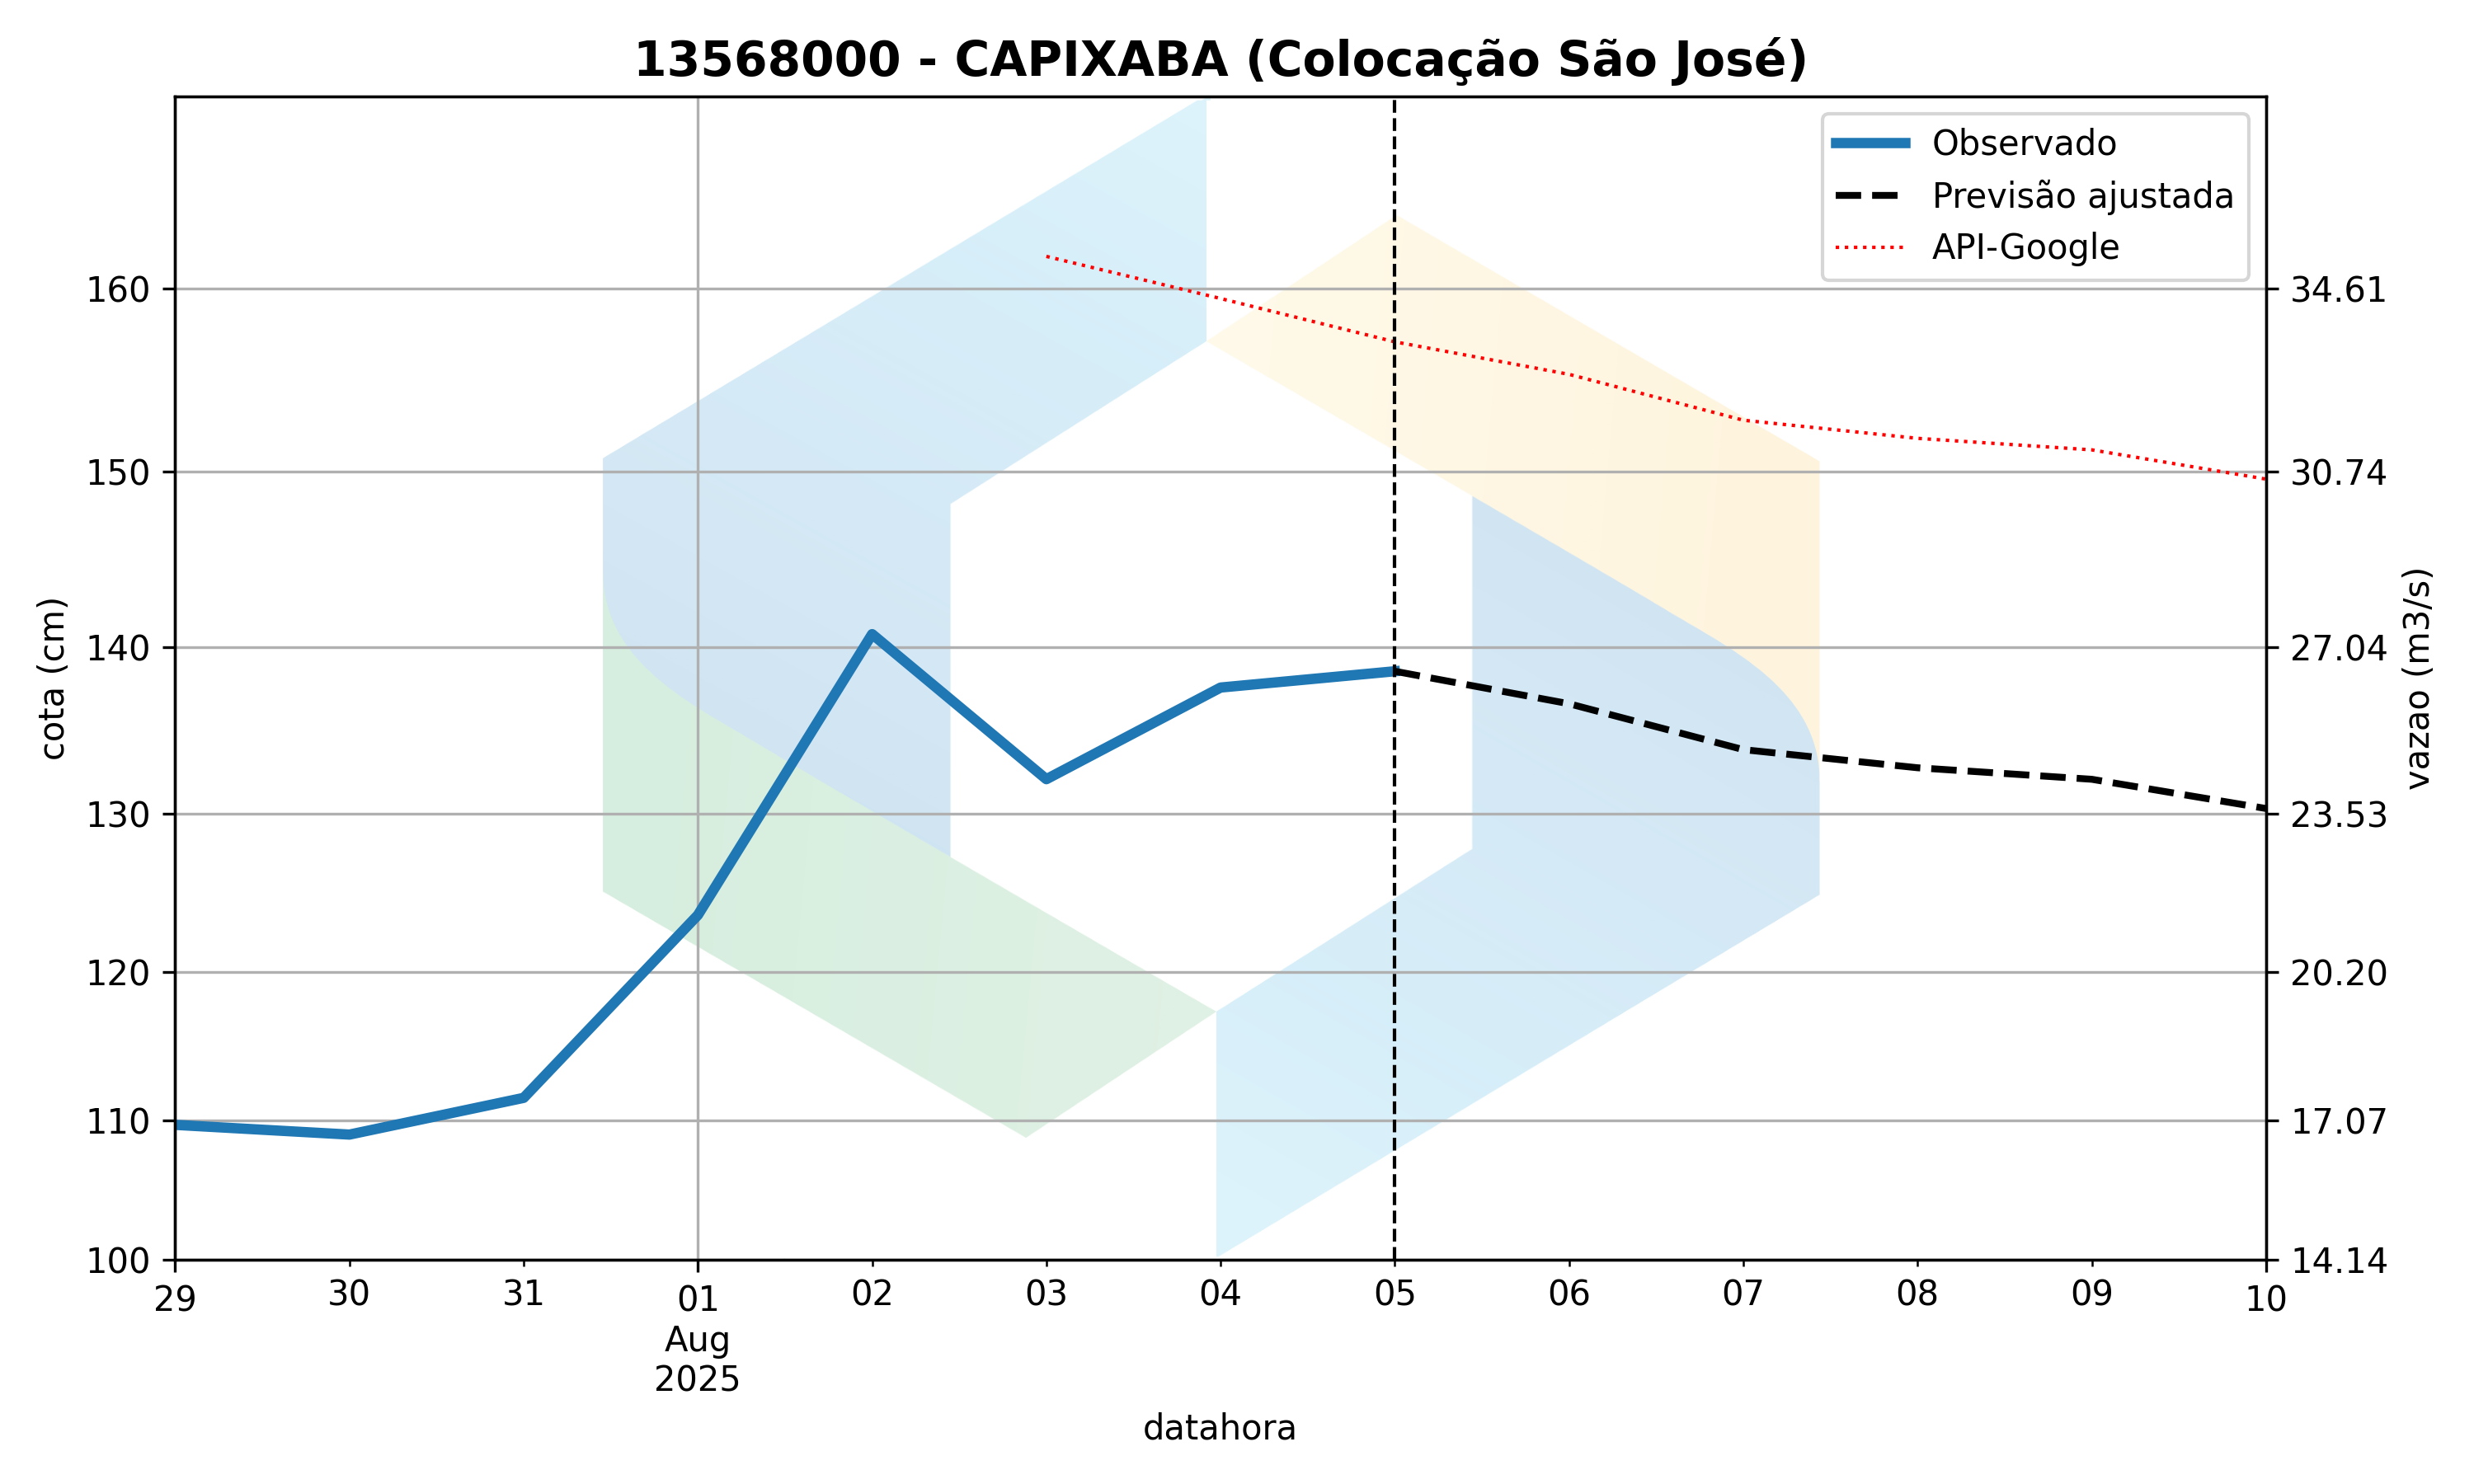 13568000 - CAPIXABA (Colocação São José)
Observado
Previsão ajustada
API-Google
cota (cm)
160
150
140
130
120
110
100
34.61
30.74
27.04
23.53
20.20
17.07
14.14
vazao (m3/s)
29 30 31 01 02 03 04 05 06 07 08 09 10
Aug
2025
datahora